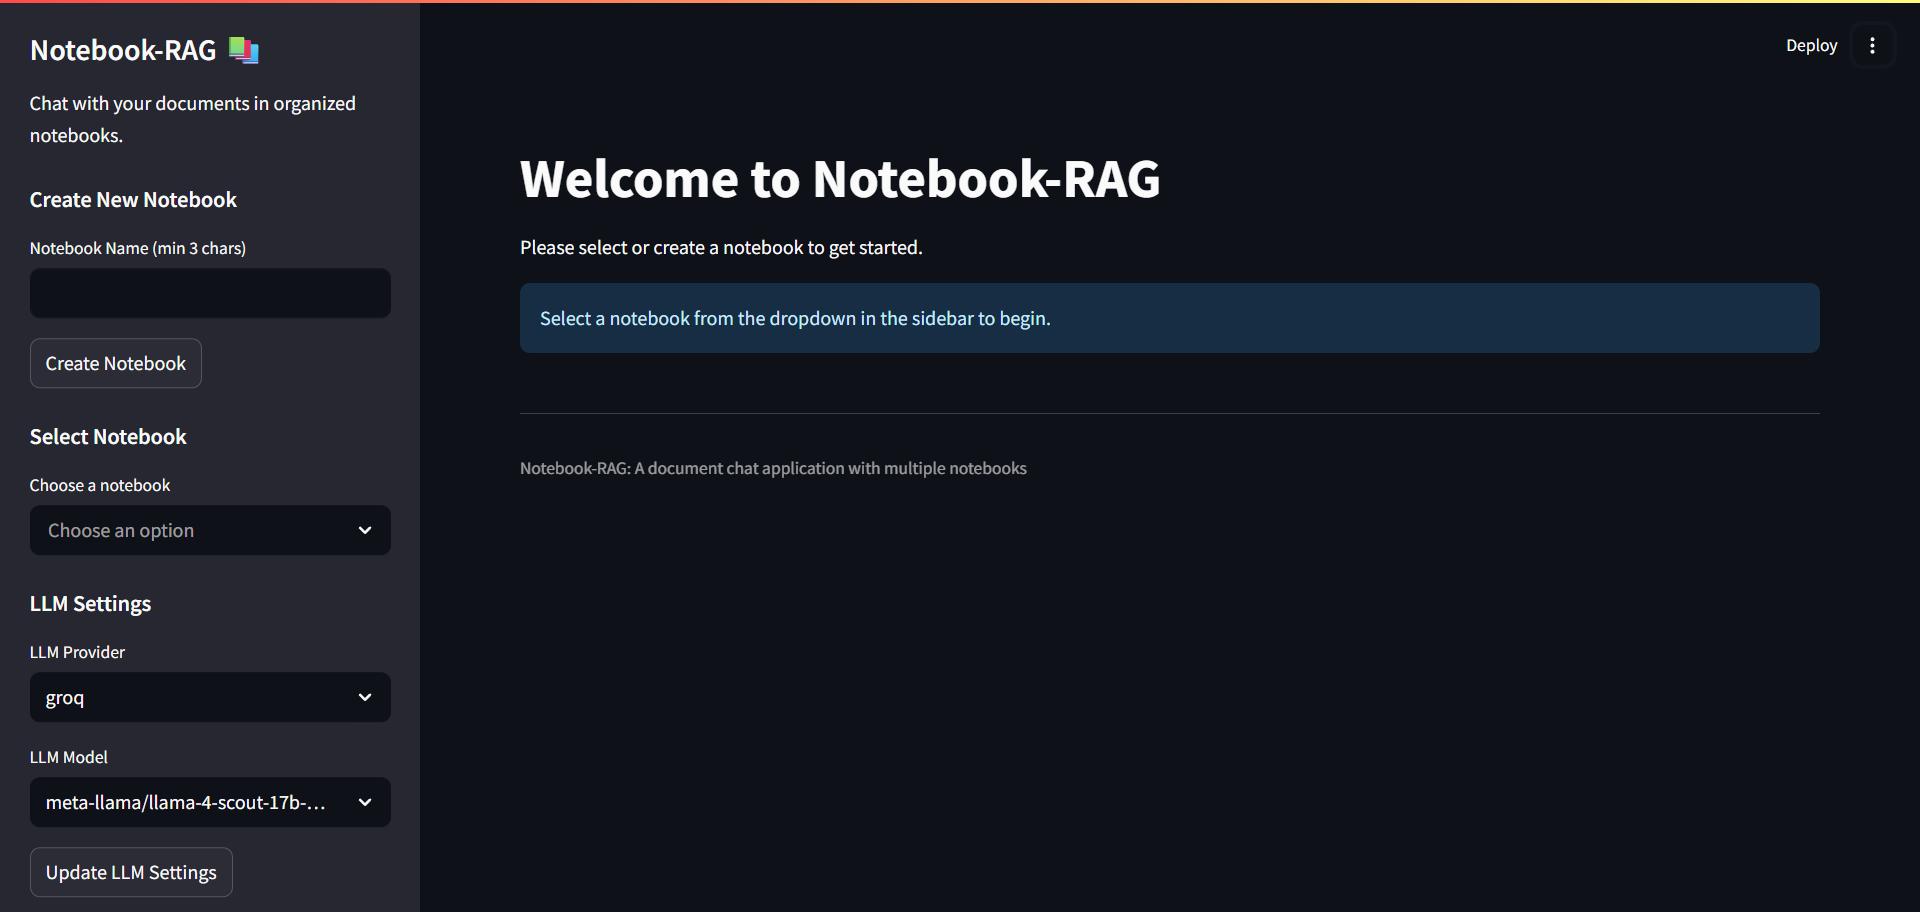 Notebook-RAG
Chat with your documents in organized
notebooks.
Create New Notebook
Notebook Name (min 3 chars)
Create Notebook
Select Notebook
Choose a notebook
Choose an option
LLM Settings
LLM Provider
groq
LLM Model
meta-llama/llama-4-scout-17b-...
Update LLM Settings
Deploy
Welcome to Notebook-RAG
Please select or create a notebook to get started.
Select a notebook from the dropdown in the sidebar to begin.
Notebook-RAG: A document chat application with multiple notebooks